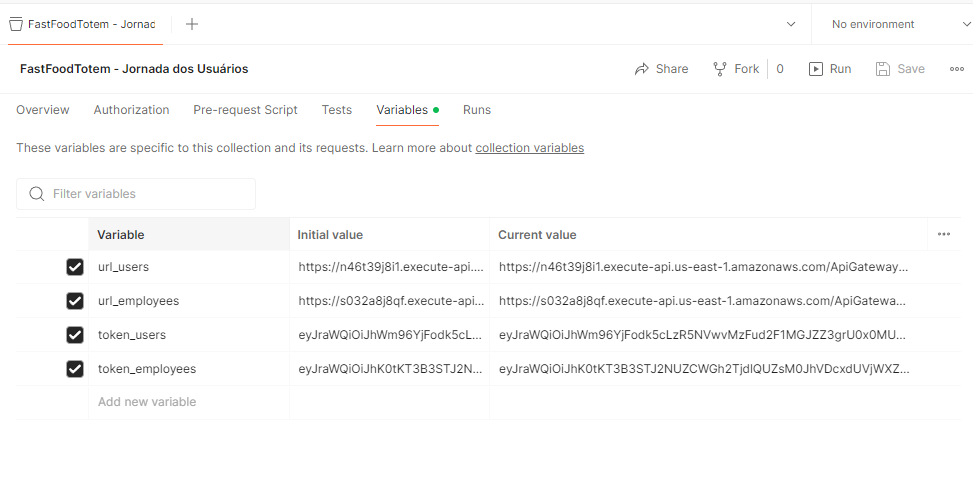 FastFoodTotem - Jornac
No environment
FastFoodTotem - Jornada dos Usuários
Share Fork 0 Run Save
Overview Authorization Pre-request Script Tests Variables Runs
These variables are specific to this collection and its requests. Learn more about collection variables
Filter variables
Variable Initial value Current value
url_users https://n46t39j8i1.execute-api.... https://n46t39j8i1.execute-api.us-east-1.amazonaws.com/ApiGateway...
url_employees https://s032a8j8qf.execute-api... https://s032a8j8qf.execute-api.us-east-1.amazonaws.com/ApiGatewa...
token_users eyJraWQiOiJhWm96YjFodk5cL... eyJraWQiOiJhWm96YjFodk5cLzR5NVwvMzFud2F1MGJZZ3grU0x0MU...
token_employees eyJraWQiOiJhK0tKT3B3STJ2N... eyJraWQiOiJhK0tKT3B3STJ2NUZCWGh2TjdlQUZsM0JhVDcxdUVjWXZ...
Add new variable